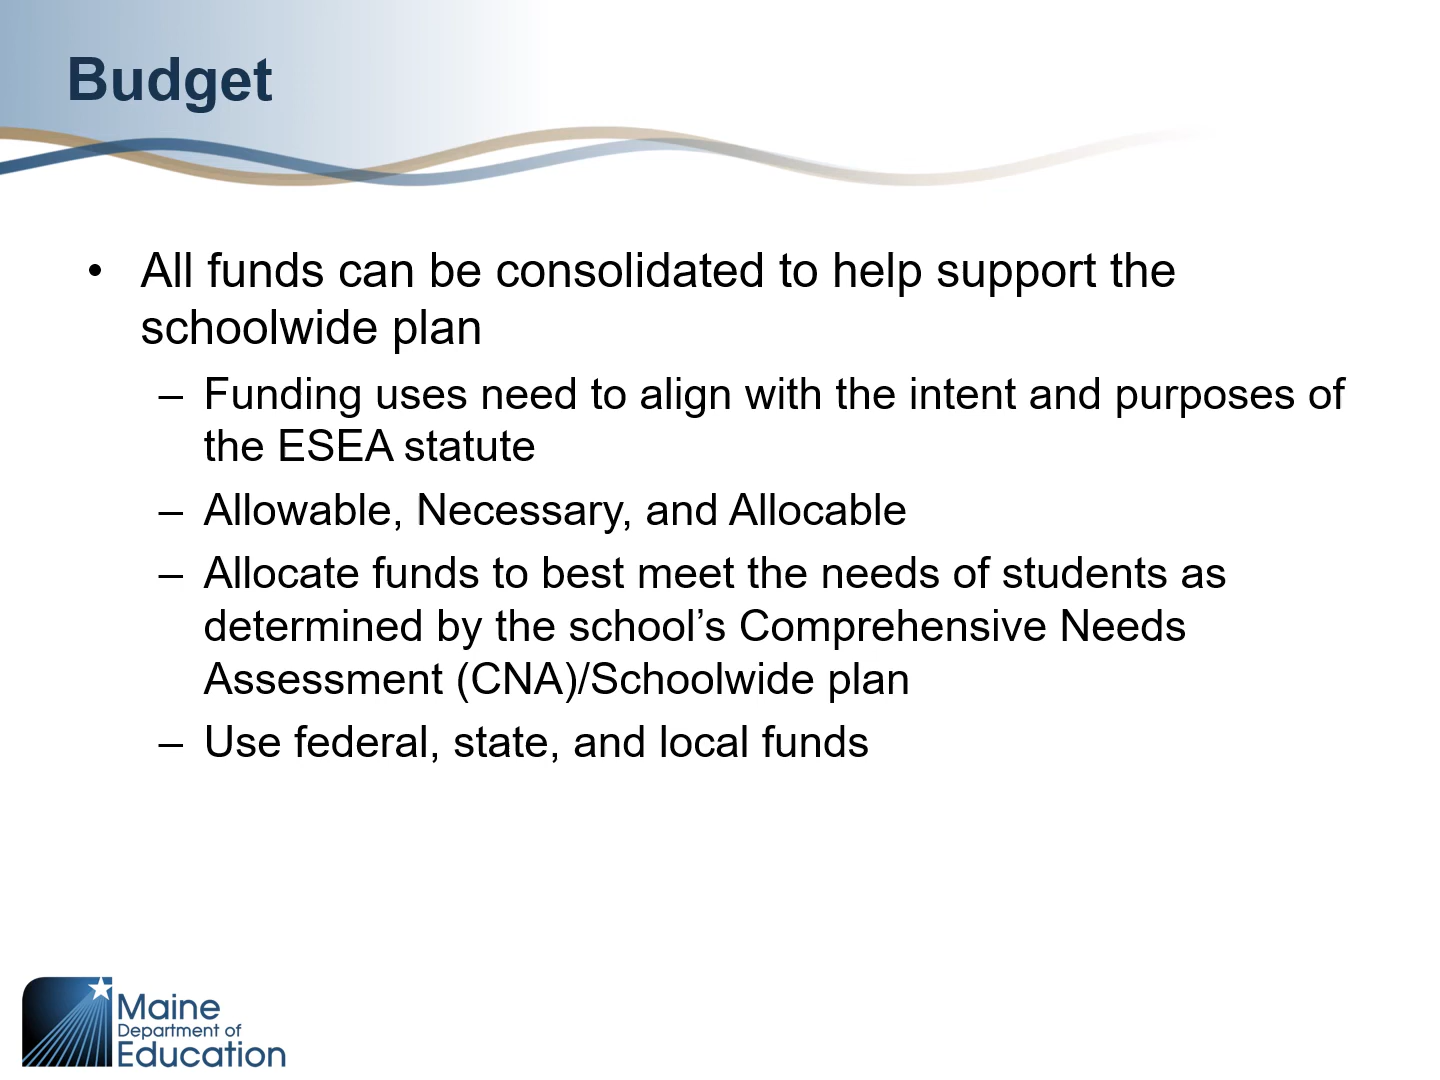 Budget
• All funds can be consolidated to help support the
schoolwide plan
– Funding uses need to align with the intent and purposes of
the ESEA statute
– Allowable, Necessary, and Allocable
– Allocate funds to best meet the needs of students as
determined by the school’s Comprehensive Needs
Assessment (CNA)/Schoolwide plan
– Use federal, state, and local funds
Maine
Department of
Education